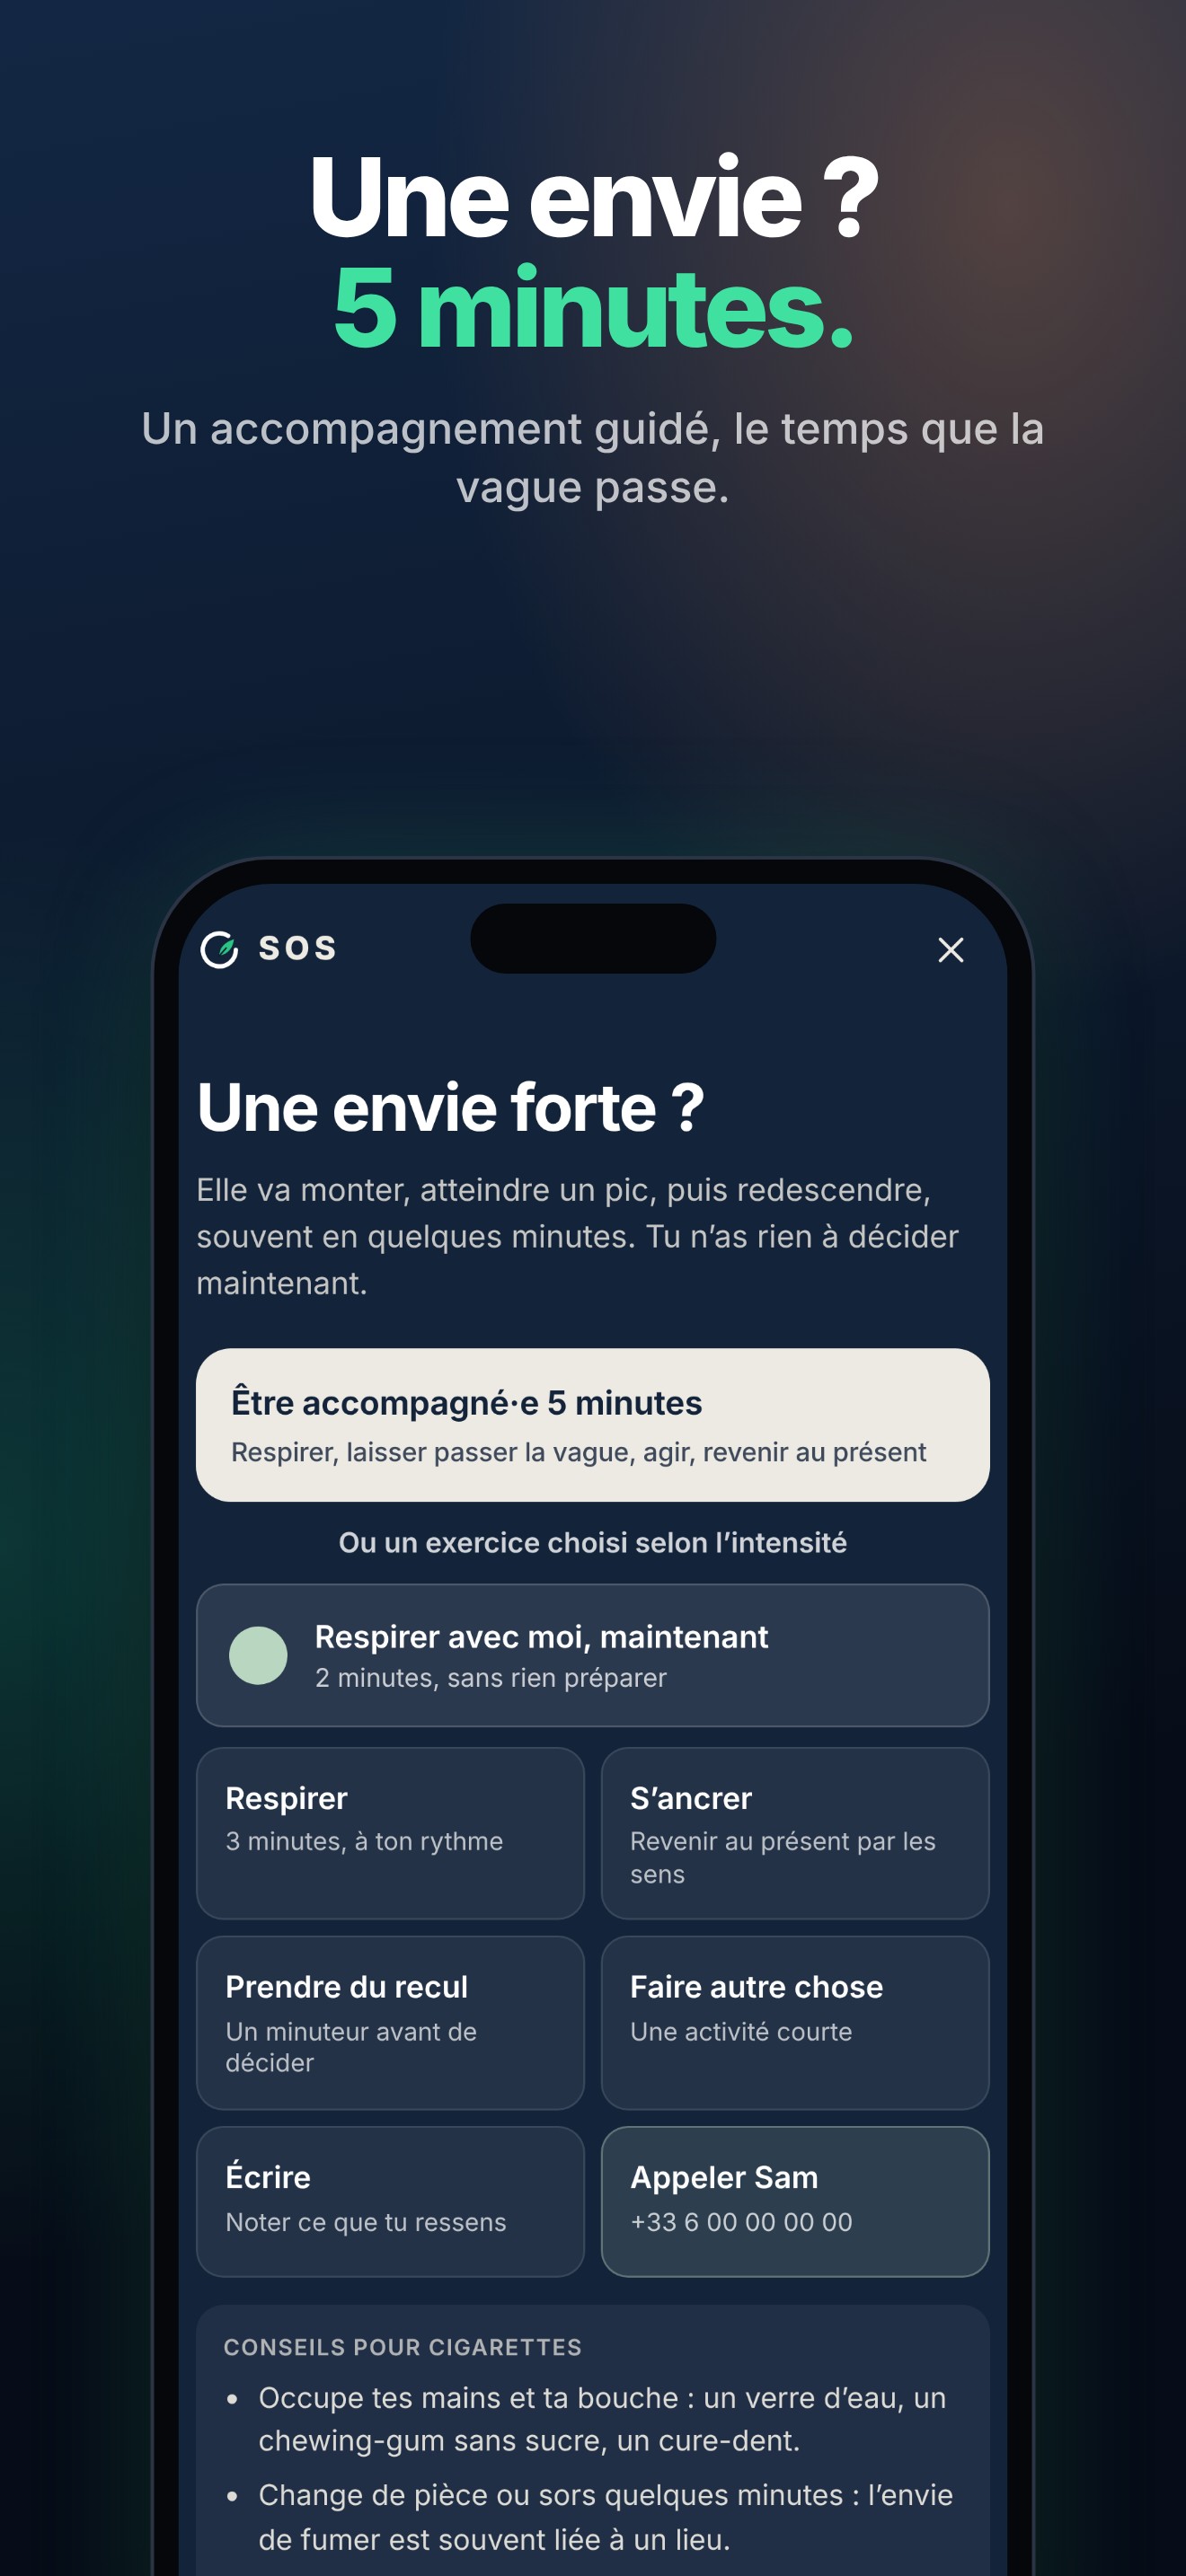 Une envie ?
5 minutes.
Un accompagnement guidé, le temps que la
vague passe.
SOS
Une envie forte ?
Elle va monter, atteindre un pic, puis redescendre,
souvent en quelques minutes. Tu n’as rien à décider
maintenant.
Être accompagné·e 5 minutes
Respirer, laisser passer la vague, agir, revenir au présent
Ou un exercice choisi selon l’intensité
Respirer avec moi, maintenant
2 minutes, sans rien préparer
Respirer
3 minutes, à ton rythme
S’ancrer
Revenir au présent par les
sens
Prendre du recul
Un minuteur avant de
décider
Faire autre chose
Une activité courte
Écrire
Noter ce que tu ressens
Appeler Sam
+33 6 00 00 00 00
CONSEILS POUR CIGARETTES
• Occupe tes mains et ta bouche : un verre d’eau, un
chewing-gum sans sucre, un cure-dent.
• Change de pièce ou sors quelques minutes : l’envie
de fumer est souvent liée à un lieu.